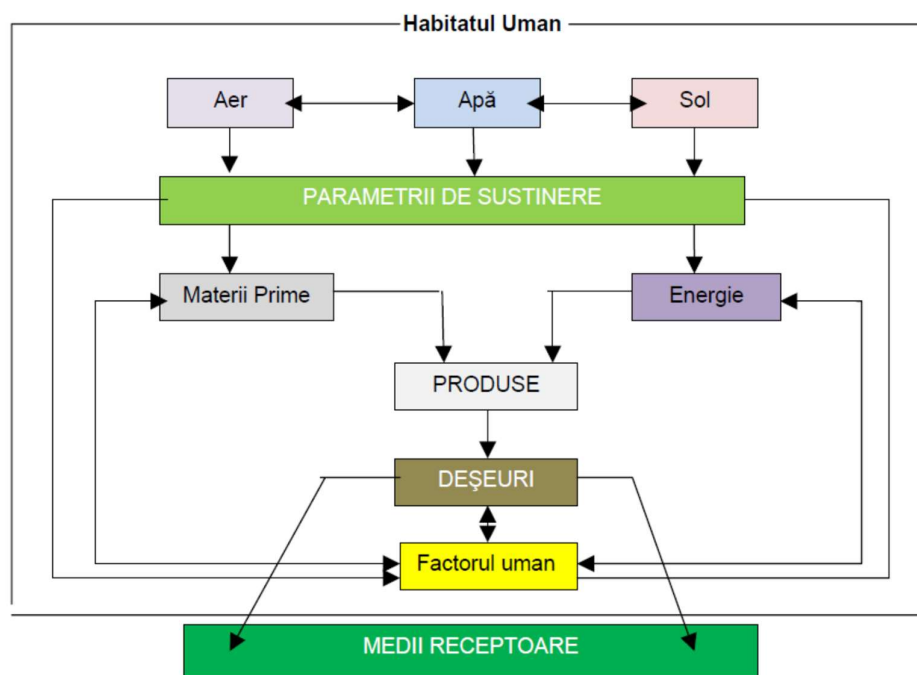 Habitatul Uman
Aer
Apă
Sol
PARAMETRII DE SUSTINERE
Materii Prime
Energie
PRODUSE
DEŞEURI
Factorul uman
MEDII RECEPTOARE